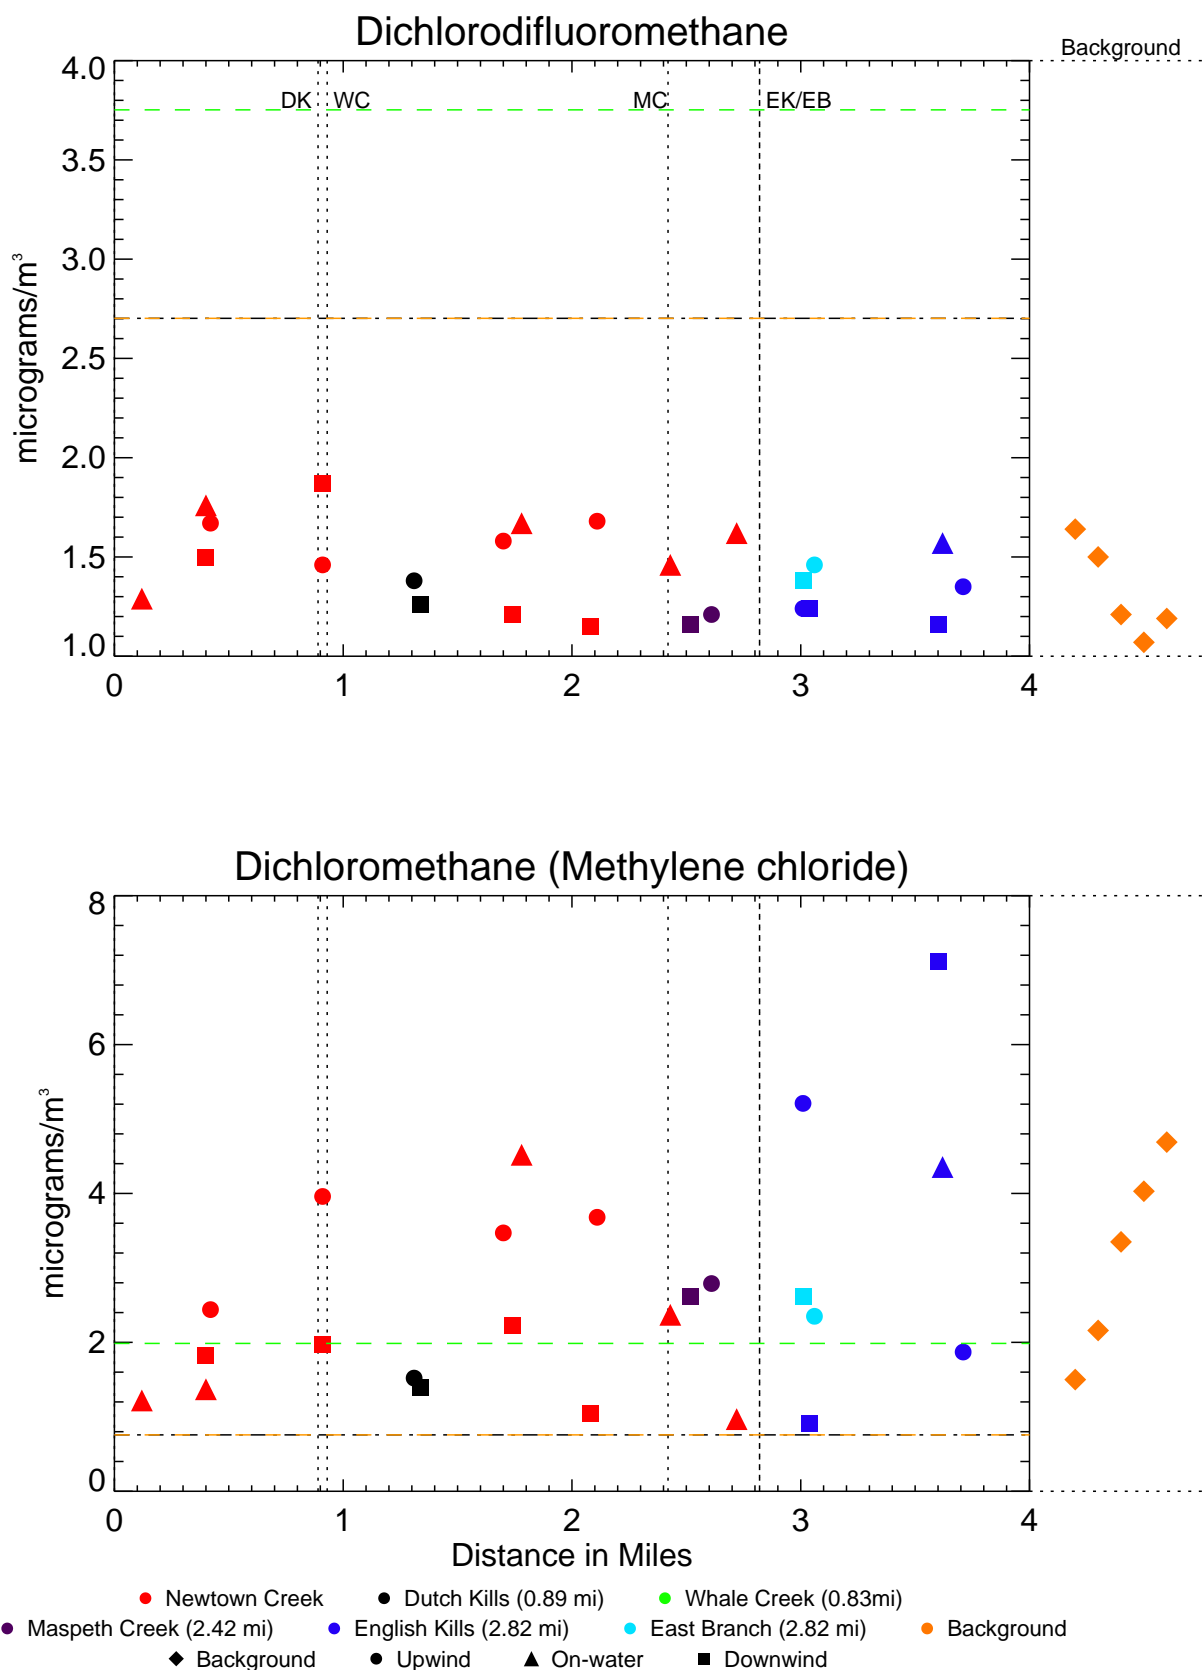 Dichlorodifluoromethane
Background
4.0
DK WC MC EK/EB
3.5
3.0
micrograms/m³
2.5
2.0
1.5
1.0
0 1 2 3 4
Dichloromethane (Methylene chloride)
8
6
micrograms/m³
4
2
0
0 1 2 3 4
Distance in Miles
Newtown Creek Dutch Kills (0.89 mi) Whale Creek (0.83mi)
Maspeth Creek (2.42 mi) English Kills (2.82 mi) East Branch (2.82 mi) Background
Background Upwind On-water Downwind